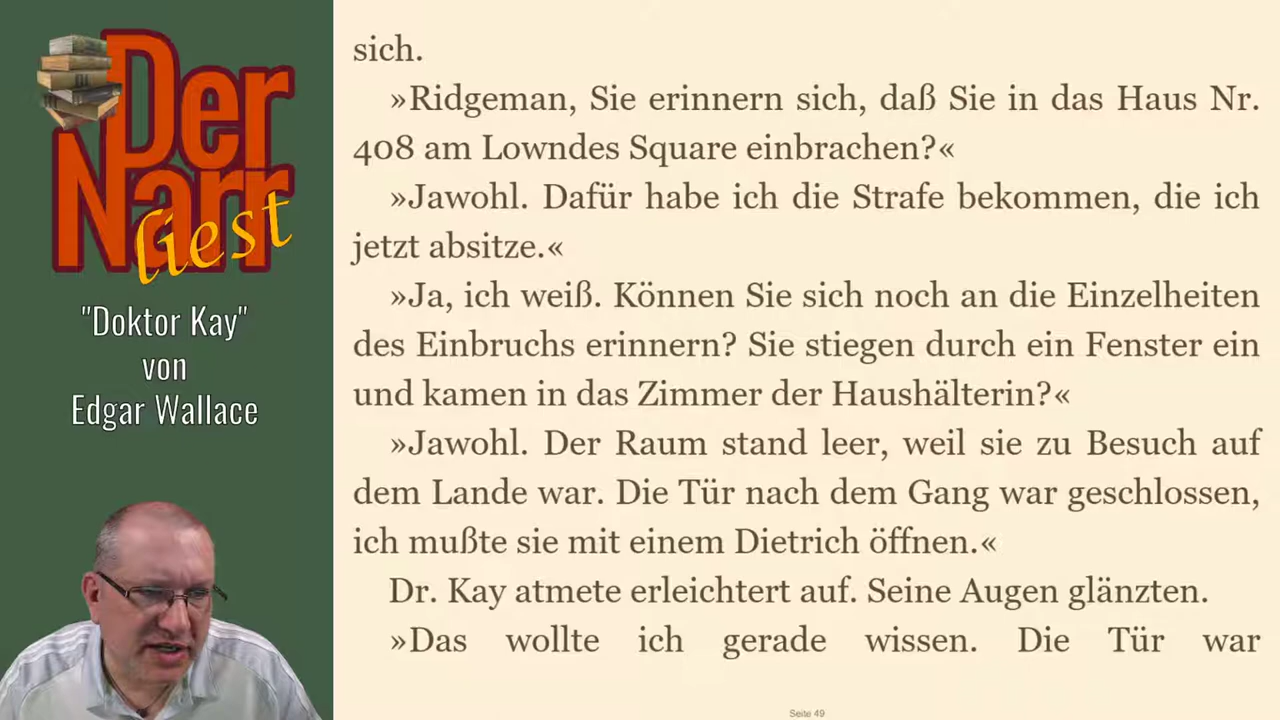 Der
Narr
liest
"Doktor Kay"
von
Edgar Wallace
sich.
»Ridgeman, Sie erinnern sich, daß Sie in das Haus Nr.
408 am Lowndes Square einbrachen?«
»Jawohl. Dafür habe ich die Strafe bekommen, die ich
jetzt absitze.«
»Ja, ich weiß. Können Sie sich noch an die Einzelheiten
des Einbruchs erinnern? Sie stiegen durch ein Fenster ein
und kamen in das Zimmer der Haushälterin?«
»Jawohl. Der Raum stand leer, weil sie zu Besuch auf
dem Lande war. Die Tür nach dem Gang war geschlossen,
ich mußte sie mit einem Dietrich öffnen.«
Dr. Kay atmete erleichtert auf. Seine Augen glänzten.
»Das wollte ich gerade wissen. Die Tür war
Seite 49